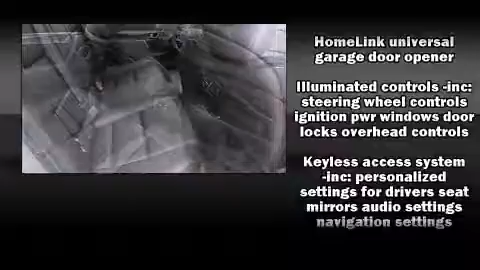 HomeLink universal
garage door opener
Illuminated controls -inc:
steering wheel controls
ignition pwr windows door
locks overhead controls
Keyless access system
-inc: personalized
settings for drivers seat
mirrors audio settings
navigation settings